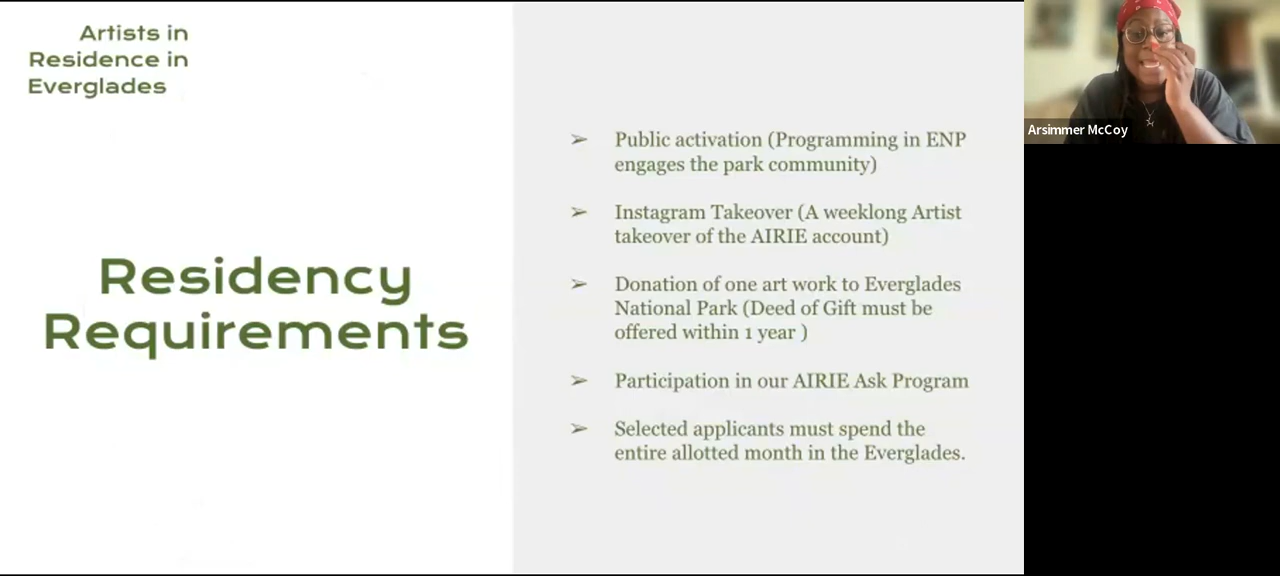 Artists in
Residence in
Everglades
Residency
Requirements
➢ Public activation (Programming in ENP
engages the park community)
➢ Instagram Takeover (A weeklong Artist
takeover of the AIRIE account)
➢ Donation of one art work to Everglades
National Park (Deed of Gift must be
offered within 1 year )
➢ Participation in our AIRIE Ask Program
➢ Selected applicants must spend the
entire allotted month in the Everglades.
Arsimmer McCoy